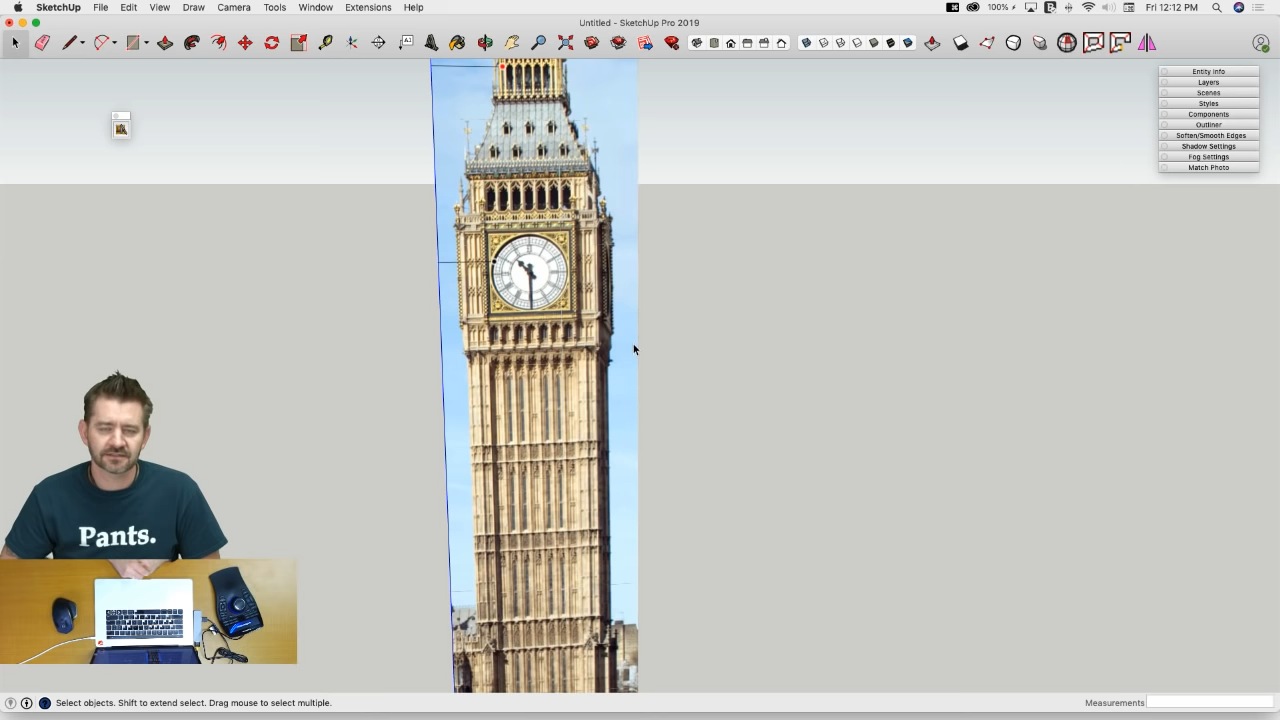 SketchUp File Edit View Draw Camera Tools Window Extensions Help 100% Fri 12:12 PM
Untitled - SketchUp Pro 2019
Entity Info
Layers
Scenes
Styles
Components
Outliner
Soften/Smooth Edges
Shadow Settings
Fog Settings
Match Photo
Pants.
Select objects. Shift to extend select. Drag mouse to select multiple. Measurements